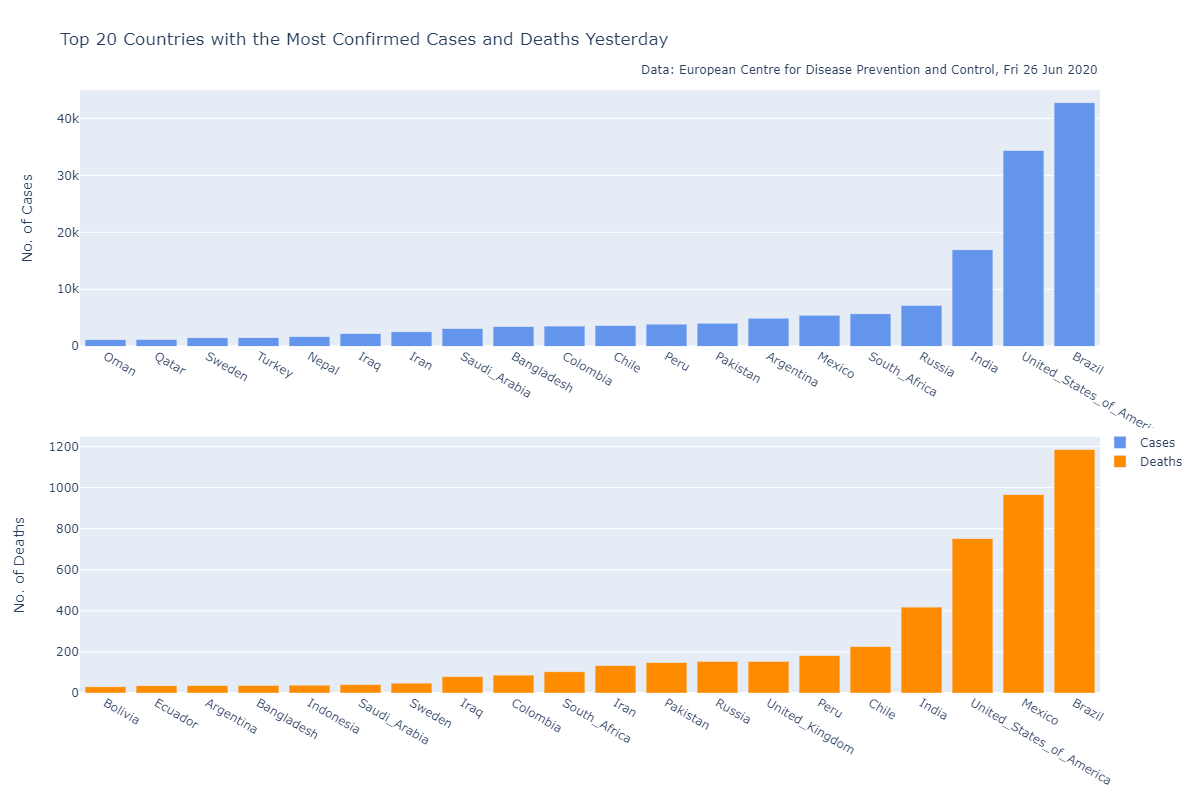 Top 20 Countries with the Most Confirmed Cases and Deaths Yesterday
Data: European Centre for Disease Prevention and Control, Fri 26 Jun 2020
No. of Cases
40k
30k
20k
10k
0
Oman
Qatar
Sweden
Turkey
Nepal
Iraq
Iran
Saudi_Arabia
Bangladesh
Colombia
Chile
Peru
Pakistan
Argentina
Mexico
South_Africa
Russia
India
United_States_of_Ameri
Brazil
Cases
Deaths
No. of Deaths
1200
1000
800
600
400
200
0
Bolivia
Ecuador
Argentina
Bangladesh
Indonesia
Saudi_Arabia
Sweden
Iraq
Colombia
South_Africa
Iran
Pakistan
Russia
United_Kingdom
Peru
Chile
India
United_States_of_America
Mexico
Brazil